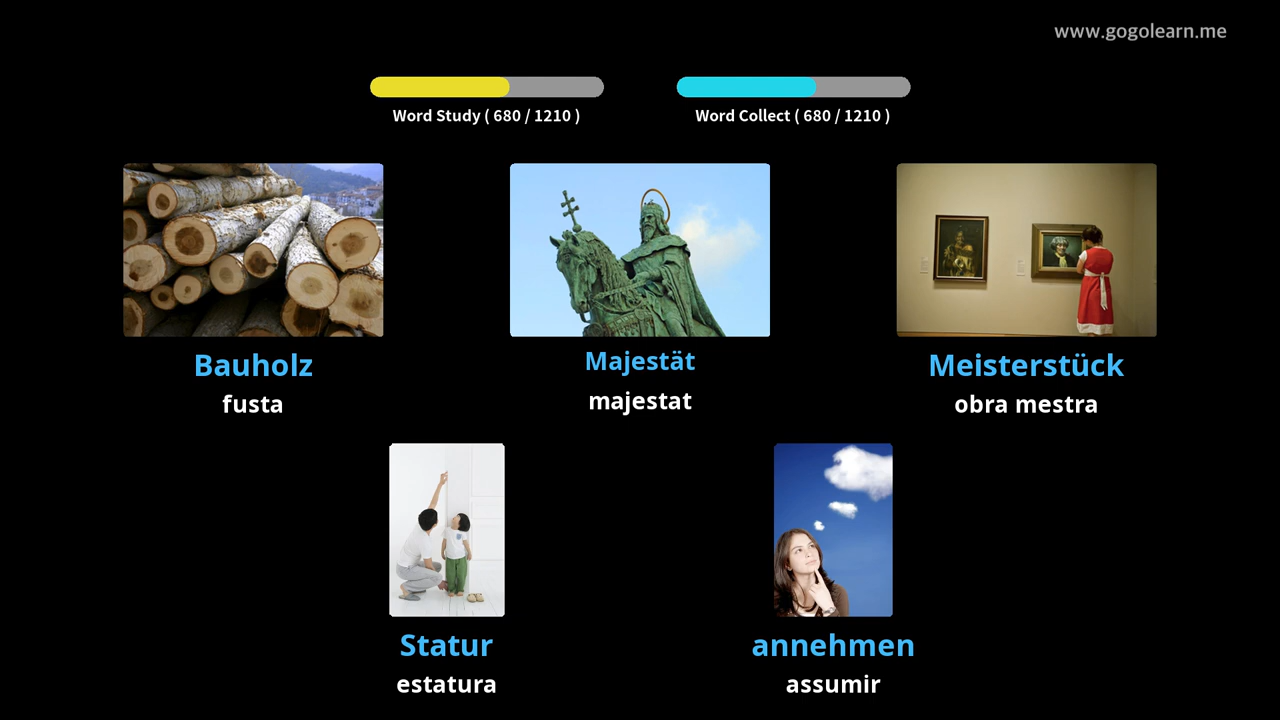 www.gogolearn.me
Word Study ( 680 / 1210 )
Word Collect ( 680 / 1210 )
Bauholz
fusta
Majestät
majestat
Meisterstück
obra mestra
Statur
estatura
annehmen
assumir